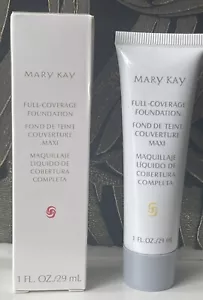 MARY KAY
FULL-COVERAGE
FOUNDATION
FOND DE TEINT
COUVERTURE
MAXI
MAQUILLAJE
LÍQUIDO DE
COBERTURA
COMPLETA
1 FL. OZ./29 mL
MARY KAY
FULL-COVERAGE
FOUNDATION
FOND DE TEINT
COUVERTURE
MAXI
MAQUILLAJE
LÍQUIDO DE
COBERTURA
COMPLETA
1 FL. OZ./29 mL